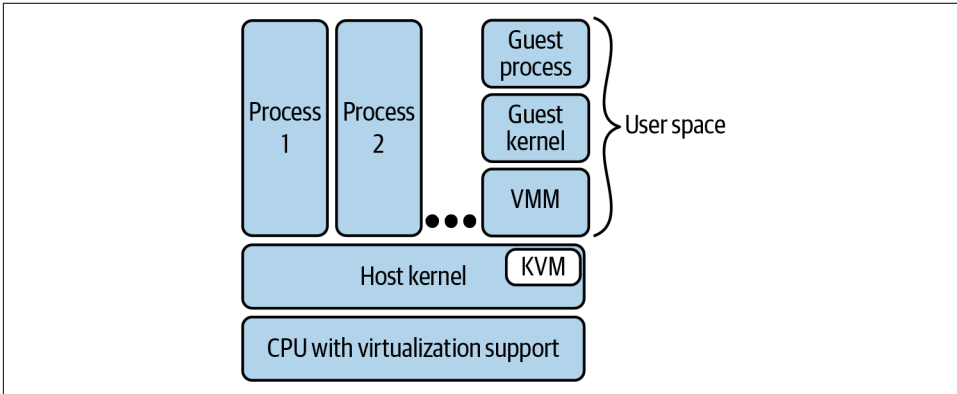 Process
1
Process
2
Guest
process
Guest
kernel
VMM
User space
Host kernel
KVM
CPU with virtualization support